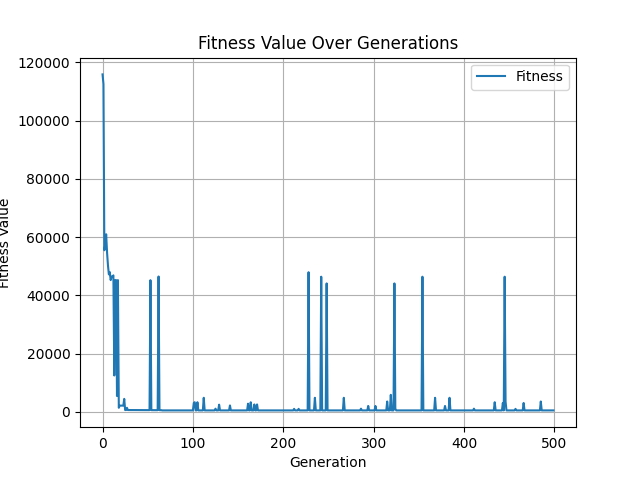 Fitness Value Over Generations
Fitness
120000
100000
80000
60000
40000
20000
0
Fitness Value
0 100 200 300 400 500
Generation